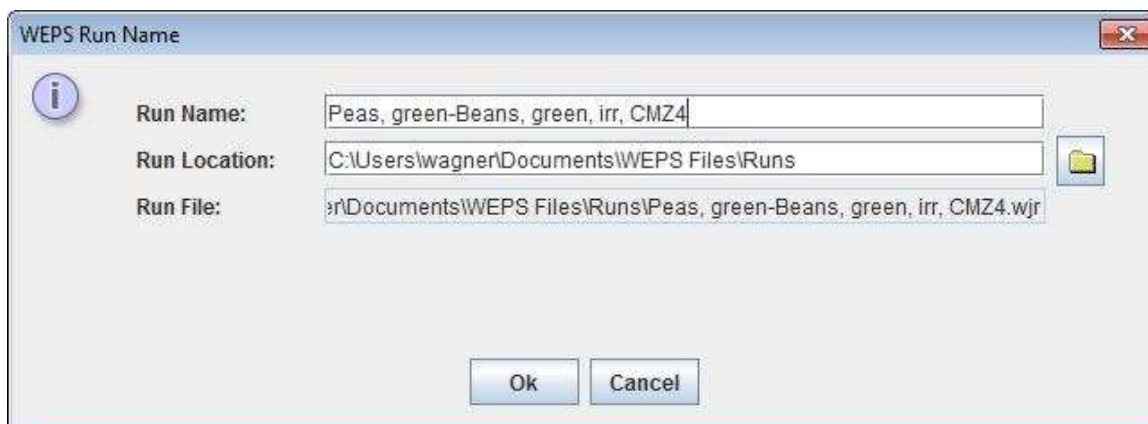 WEPS Run Name
Run Name: Peas, green-Beans, green, irr, CMZ4
Run Location: C:\Users\wagner\Documents\WEPS Files\Runs
Run File: er\Documents\WEPS Files\Runs\Peas, green-Beans, green, irr, CMZ4.wjr
Ok Cancel